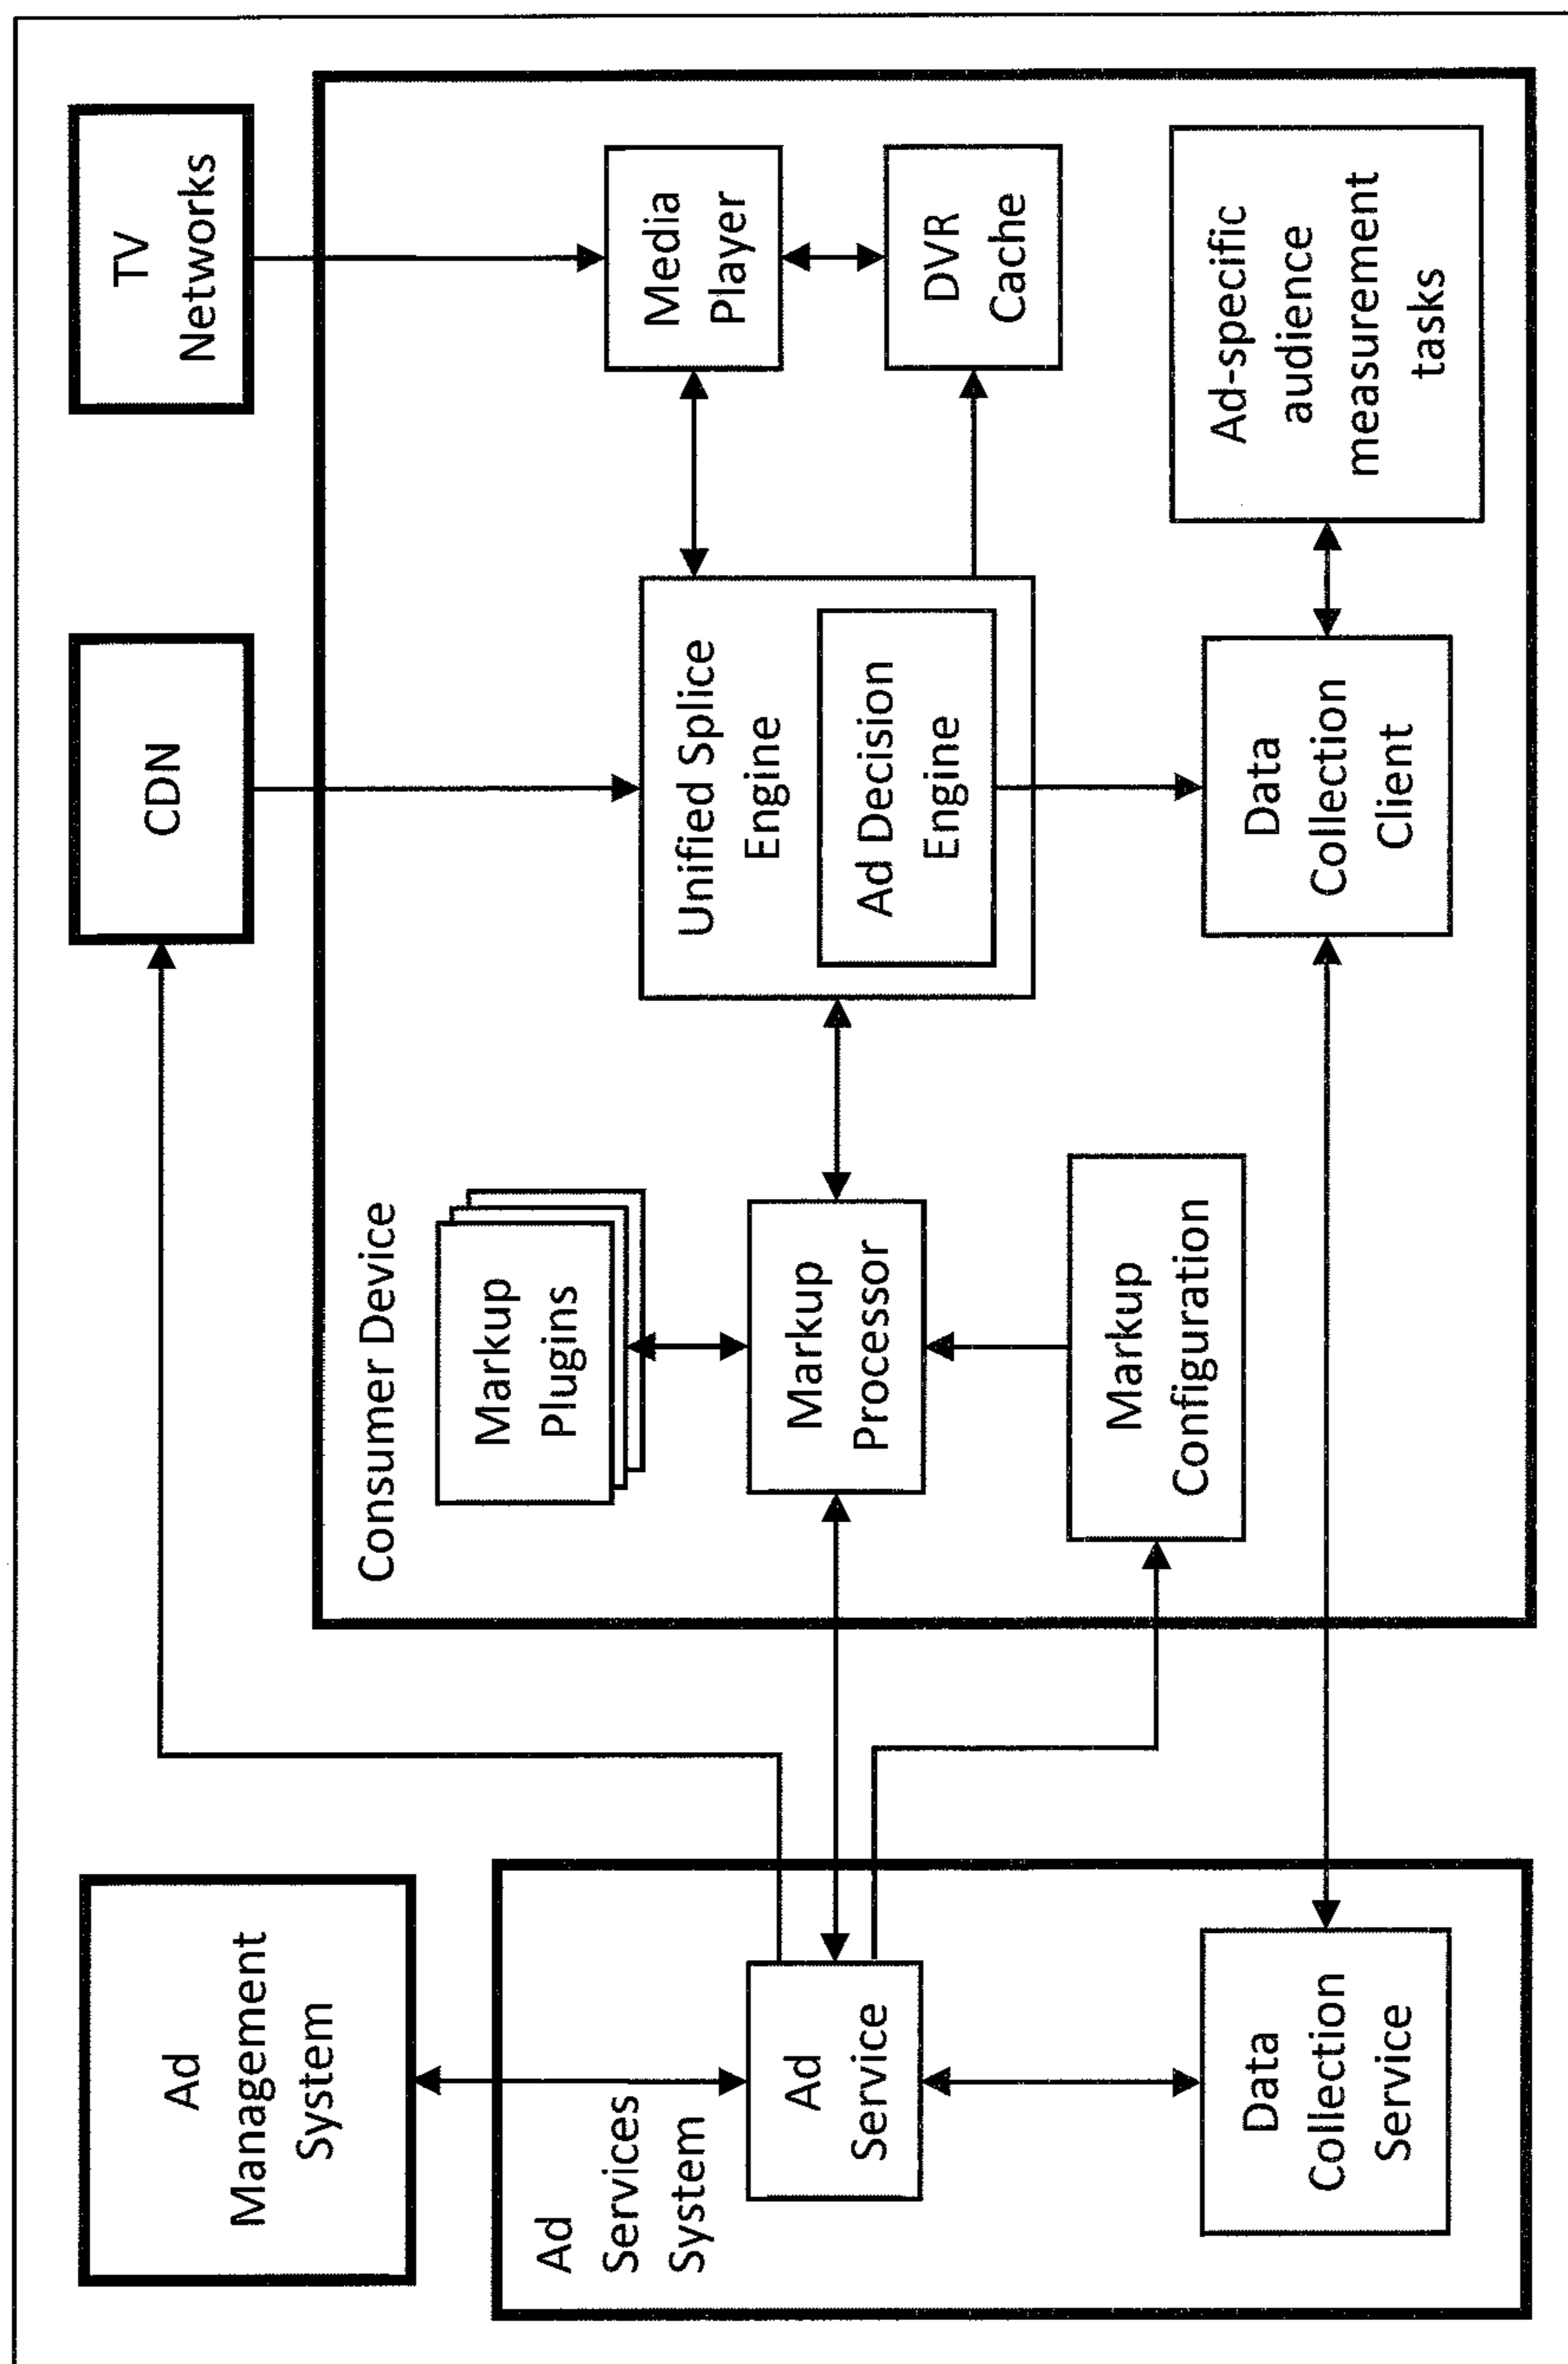 Ad
Management
System
CDN
TV
Networks
Ad
Services
System
Ad
Service
Data
Collection
Service
Consumer Device
Markup
Plugins
Markup
Processor
Markup
Configuration
Unified Splice
Engine
Ad Decision
Engine
Media
Player
DVR
Cache
Data
Collection
Client
Ad-specific
audience
measurement
tasks